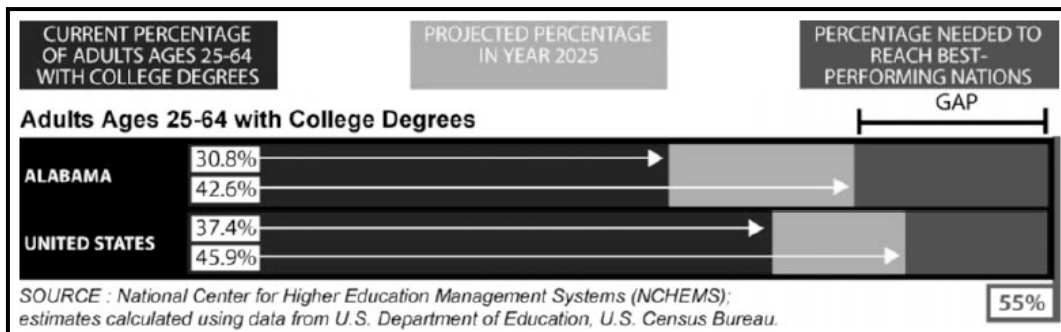 CURRENT PERCENTAGE
OF ADULTS AGES 25-64
WITH COLLEGE DEGREES
PROJECTED PERCENTAGE
IN YEAR 2025
PERCENTAGE NEEDED TO
REACH BEST-
PERFORMING NATIONS
GAP
Adults Ages 25-64 with College Degrees
ALABAMA
30.8%
42.6%
UNITED STATES
37.4%
45.9%
SOURCE : National Center for Higher Education Management Systems (NCHEMS);
estimates calculated using data from U.S. Department of Education, U.S. Census Bureau.
55%